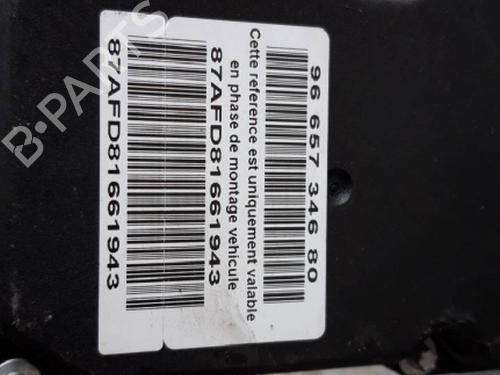 96 657 346 80
Cette reference est uniquement valable
en phase de montage vehicule
87AFD81661943
87AFD81661943
B-PARTS